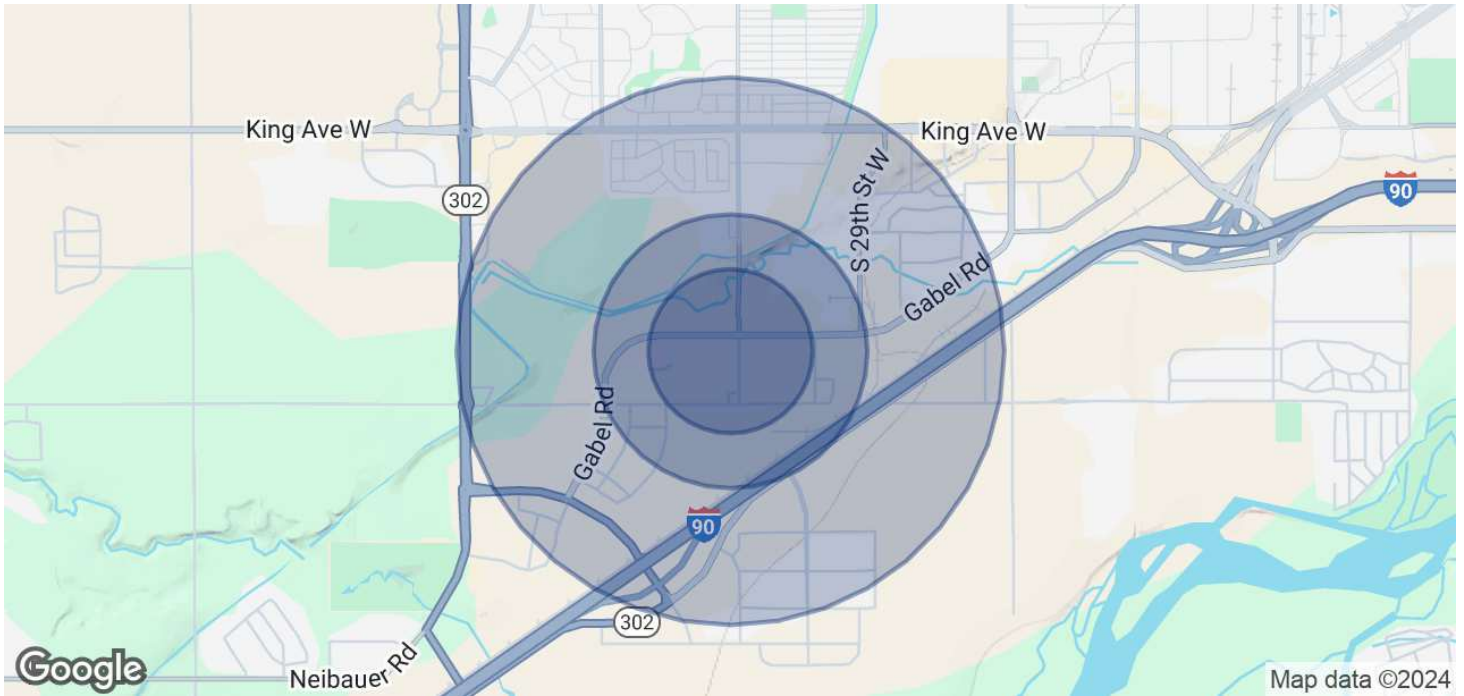 King Ave W
King Ave W
302
90
S 29th St W
Gabel Rd
Gabel Rd
90
302
Neibauer Rd
Google
Map data ©2024